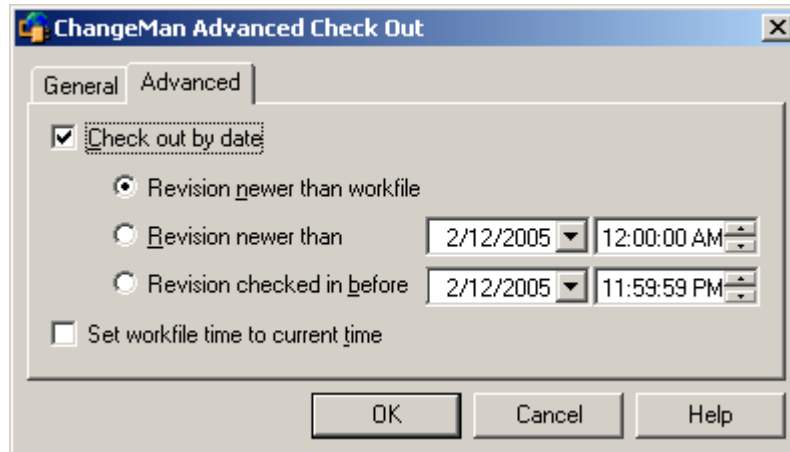 ChangeMan Advanced Check Out
General Advanced
Check out by date
Revision newer than workfile
Revision newer than 2/12/2005 12:00:00 AM
Revision checked in before 2/12/2005 11:59:59 PM
Set workfile time to current time
OK Cancel Help